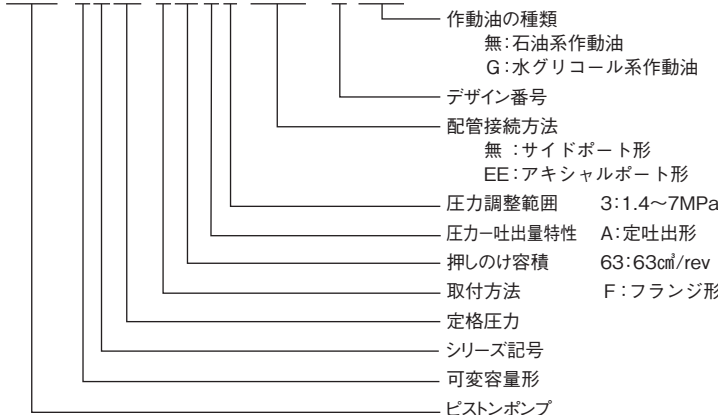 作動油の種類
無:石油系作動油
G:水グリコール系作動油
デザイン番号
配管接続方法
無 :サイドポート形
EE:アキシャルポート形
圧力調整範囲 3:1.4~7MPa
圧力ー吐出量特性 A:定吐出形
押しのけ容積 63:63c㎥/rev
取付方法 F:フランジ形
定格圧力
シリーズ記号
可変容量形
ピストンポンプ